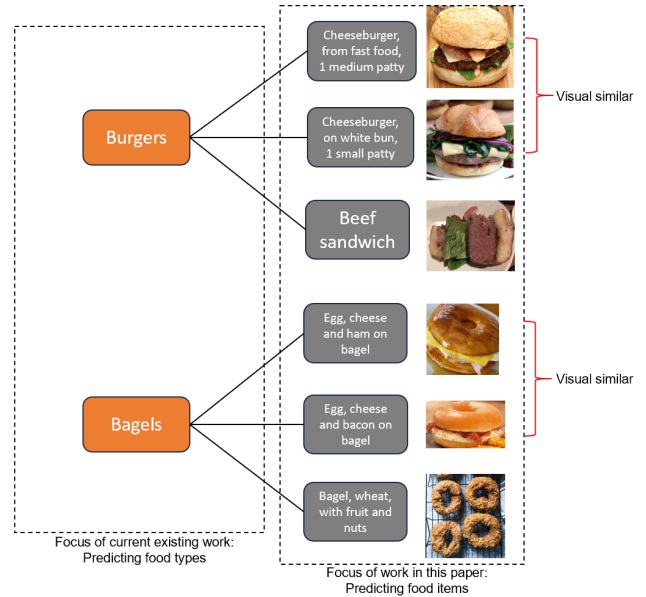 Cheeseburger,
from fast food,
1 medium patty
Visual similar
Burgers
Cheeseburger,
on white bun,
1 small patty
Beef
sandwich
Egg, cheese
and ham on
bagel
Visual similar
Bagels
Egg, cheese
and bacon on
bagel
Bagel, wheat,
with fruit and
nuts
Focus of current existing work:
Predicting food types
Focus of work in this paper:
Predicting food items